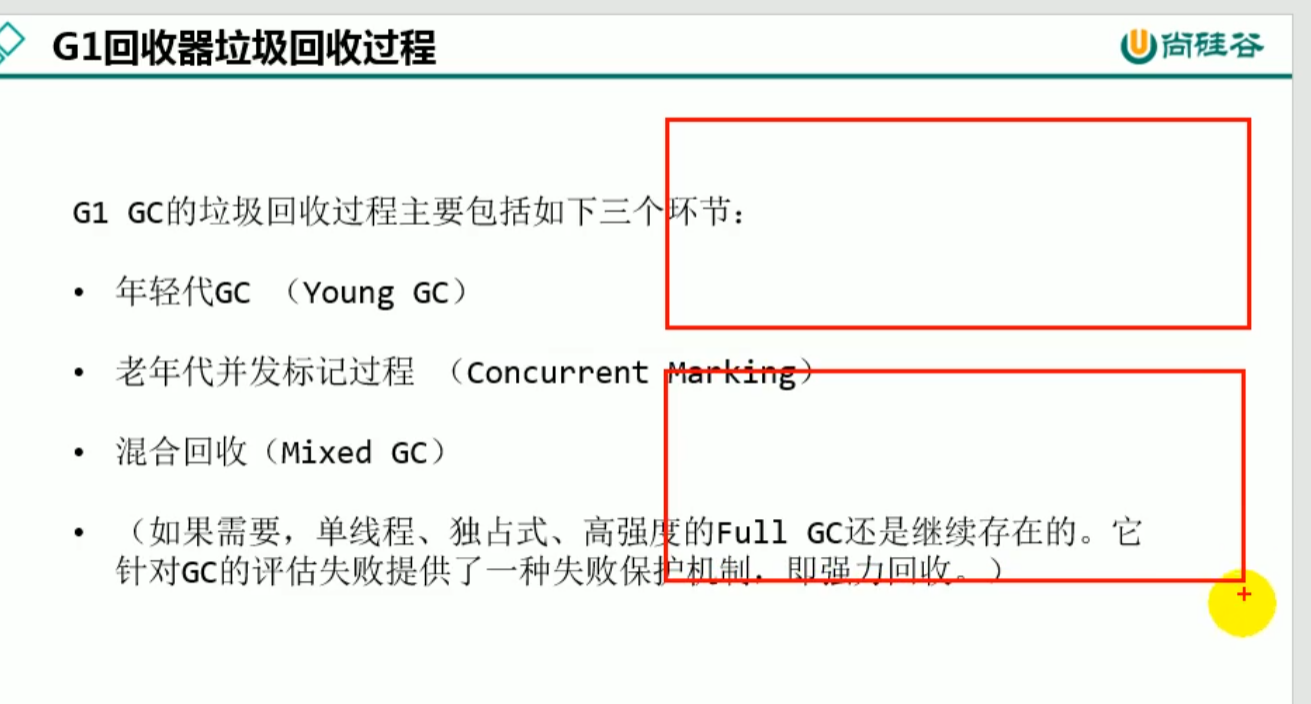 G1回收器垃圾回收过程
尚硅谷
G1 GC的垃圾回收过程主要包括如下三个环节：
• 年轻代GC （Young GC）
• 老年代并发标记过程 （Concurrent Marking）
• 混合回收（Mixed GC）
• （如果需要，单线程、独占式、高强度的Full GC还是继续存在的。它
针对GC的评估失败提供了一种失败保护机制，即强力回收。）